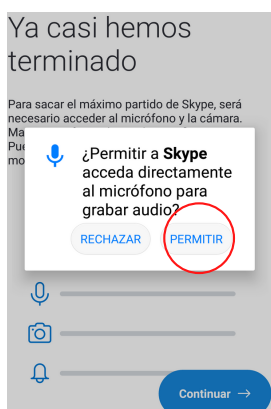 Ya casi hemos
terminado
Para sacar el máximo partido de Skype, será
necesario acceder al micrófono y la cámara.
¿Permitir a Skype
acceda directamente
al micrófono para
grabar audio?
RECHAZAR PERMITIR
Continuar →